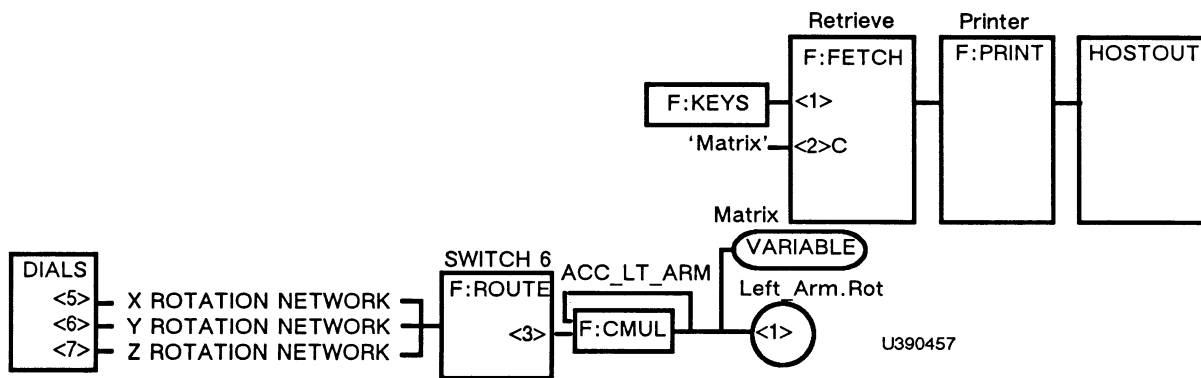 Retrieve
Printer
F:FETCH
F:PRINT
HOSTOUT
F:KEYS
<1>
'Matrix'
<2>C
Matrix
VARIABLE
DIALS
SWITCH 6
ACC_LT_ARM
Left_Arm.Rot
<5>
X ROTATION NETWORK
F:ROUTE
<6>
Y ROTATION NETWORK
<3>
F:CMUL
<1>
<7>
Z ROTATION NETWORK
U390457